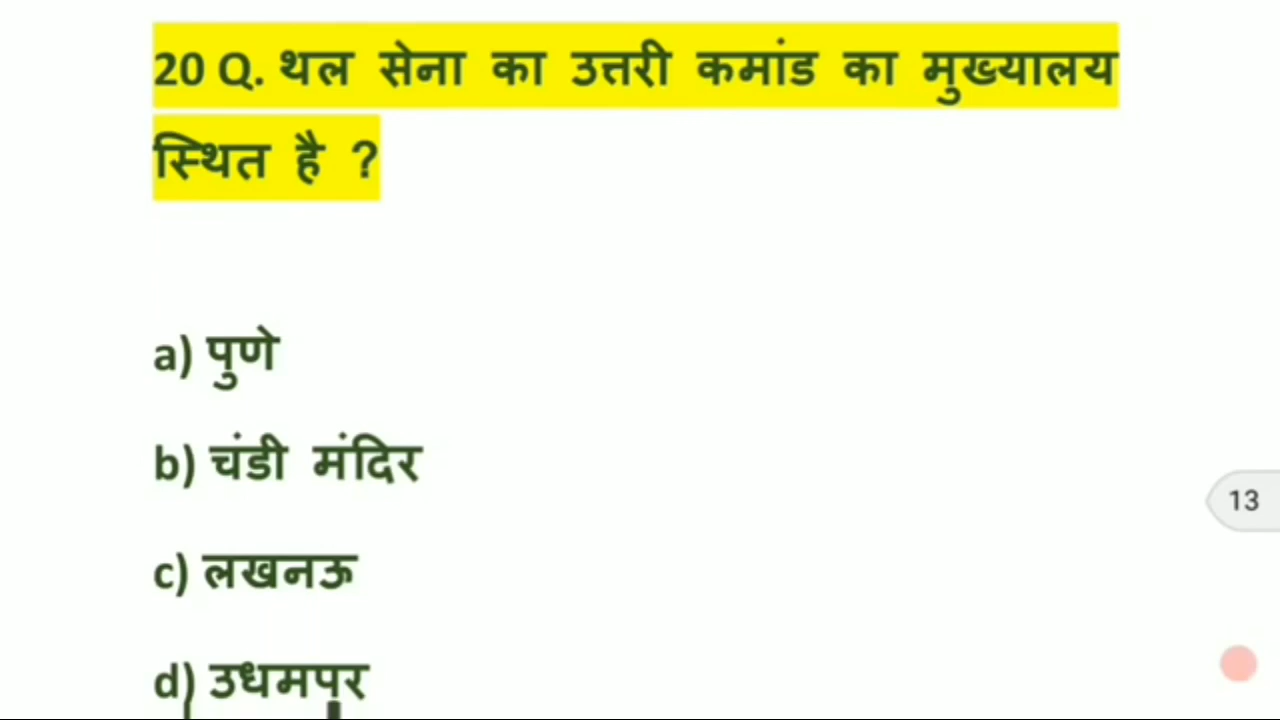 20 Q. थल सेना का उत्तरी कमांड का मुख्यालय
स्थित है ?
a) पुणे
b) चंडी मंदिर
c) लखनऊ
13
d) उधमपुर